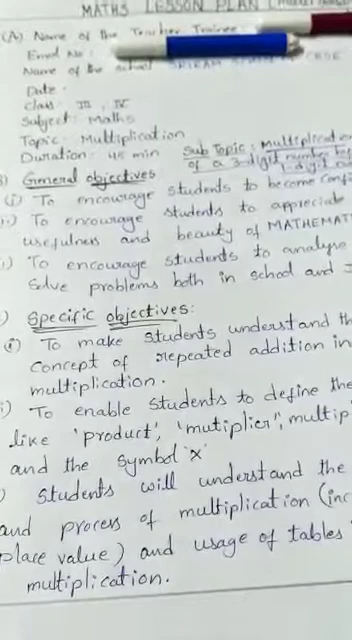 MATHS LESSON PLAN
(A) Name of the Teacher Trainee
Enrol No :
Name of the school
Date :
Class : III, IV
Subject : Maths
Topic : Multiplication
Duration : 45 min
Sub Topic : Multiplication
of a 3-digit number by
1-digit
General objectives
(i) To encourage students to become
To encourage students to appreciate
usefulness and beauty of MATHEMAT
To encourage students to analyse
solve problems both in school and
Specific objectives:
(i) To make students understand th
concept of repeated addition in
multiplication.
To enable students to define the
like 'product', 'mutiplier', multip
and the symbol 'x'
Students will understand the
and process of multiplication (inc
place value) and usage of tables
multiplication.